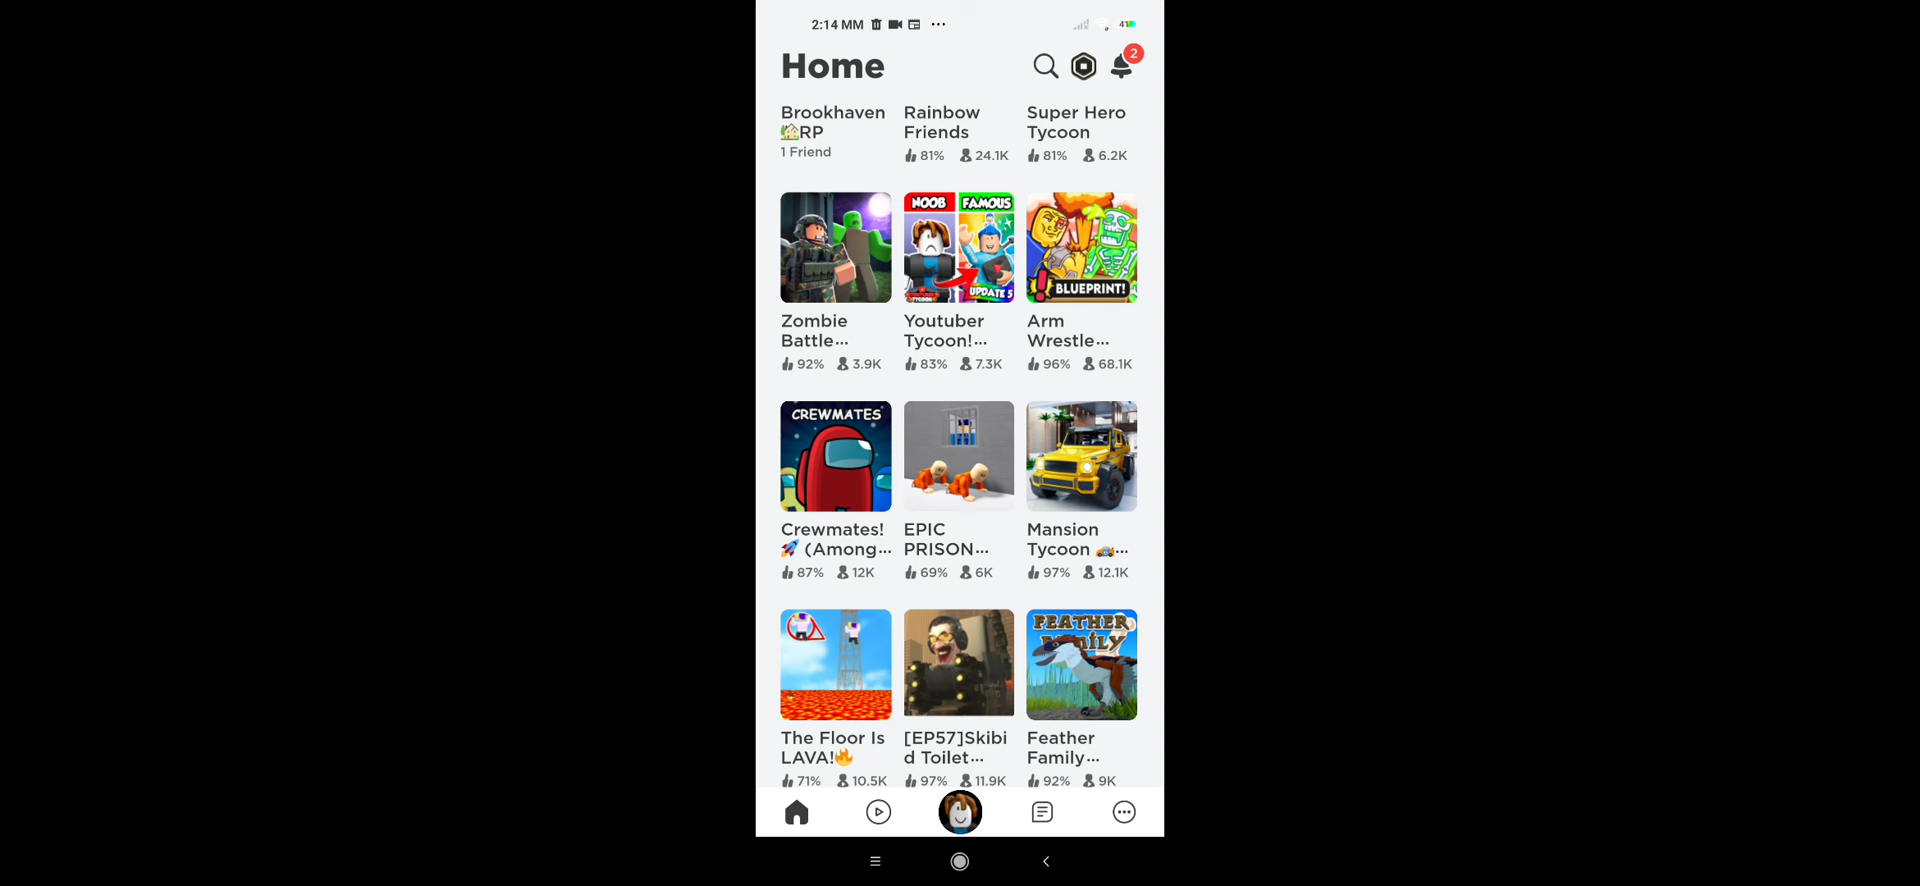 2:14 MM
41
Home
2
Brookhaven Rainbow Super Hero
🏡RP Friends Tycoon
1 Friend 81% 24.1K 81% 6.2K
NOOB FAMOUS
UPDATE 5
BLUEPRINT!
Zombie Youtuber Arm
Battle... Tycoon!... Wrestle...
92% 3.9K 83% 7.3K 96% 68.1K
CREWMATES
Crewmates! EPIC Mansion
🚀 (Among... PRISON... Tycoon 🏎️...
87% 12K 69% 6K 97% 12.1K
FEATHER
FAMILY
The Floor Is [EP57]Skibi Feather
LAVA!🔥 d Toilet... Family...
71% 10.5K 97% 11.9K 92% 9K